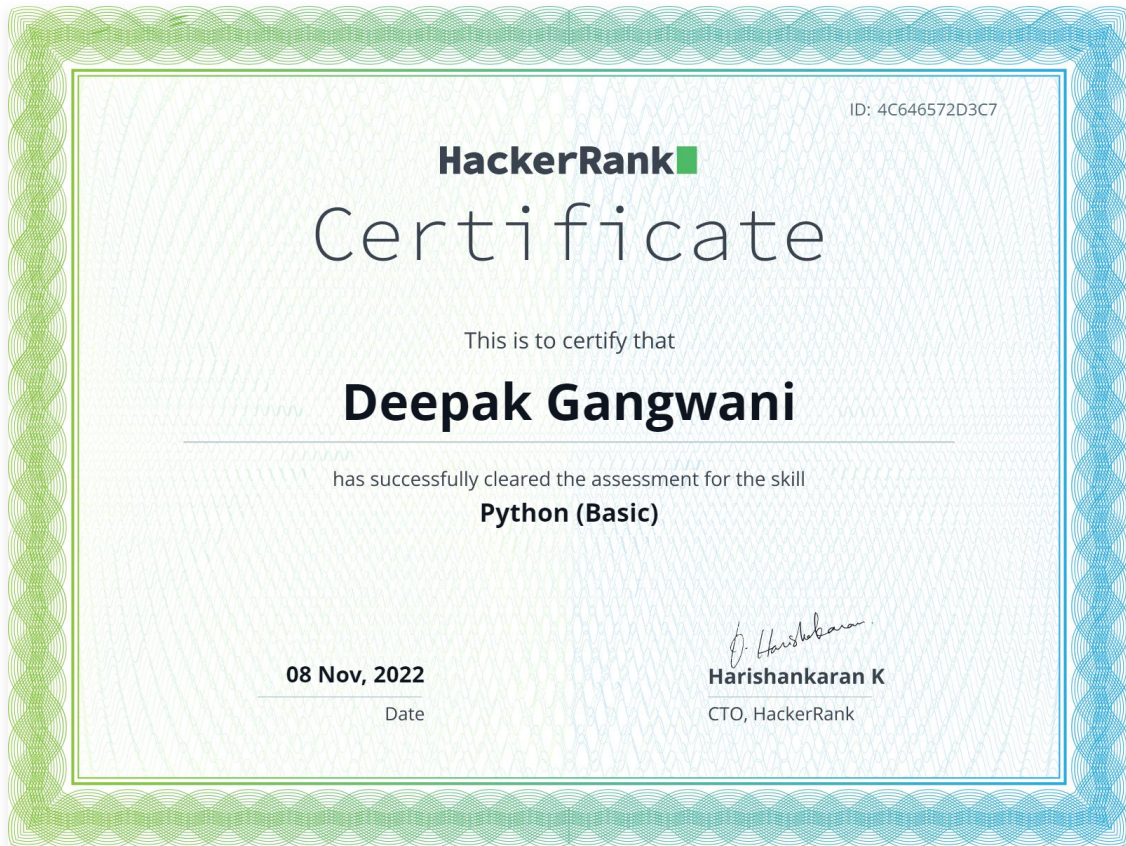 ID: 4C646572D3C7
HackerRank
Certificate
This is to certify that
Deepak Gangwani
has successfully cleared the assessment for the skill
Python (Basic)
08 Nov, 2022
Date
Harishankaran K
CTO, HackerRank